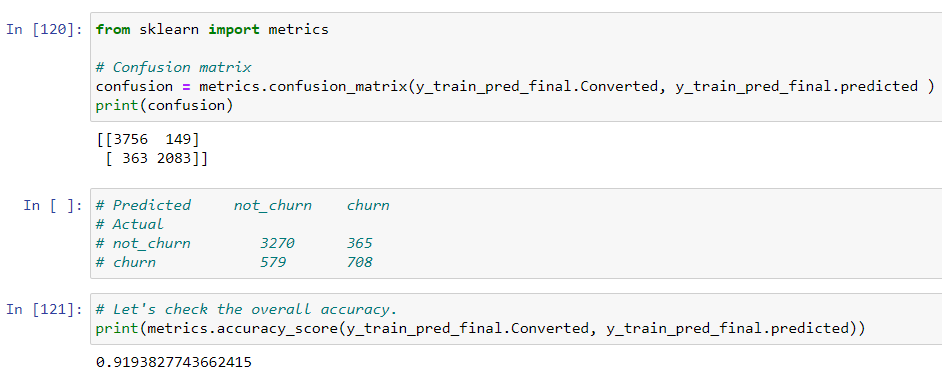 In [120]: from sklearn import metrics
# Confusion matrix
confusion = metrics.confusion_matrix(y_train_pred_final.Converted, y_train_pred_final.predicted )
print(confusion)
[[3756  149]
 [ 363 2083]]
In [ ]: # Predicted     not_churn    churn
# Actual
# not_churn        3270      365
# churn            579       708
In [121]: # Let's check the overall accuracy.
print(metrics.accuracy_score(y_train_pred_final.Converted, y_train_pred_final.predicted))
0.9193827743662415